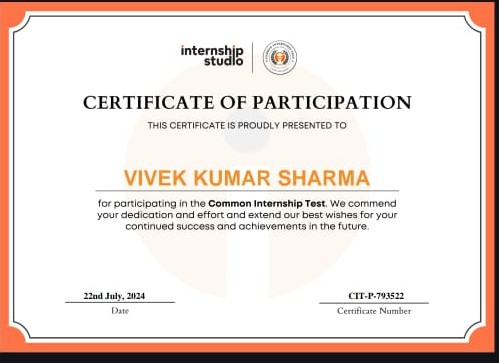 internship
studio
CERTIFICATE OF PARTICIPATION
THIS CERTIFICATE IS PROUDLY PRESENTED TO
VIVEK KUMAR SHARMA
for participating in the Common Internship Test. We commend
your dedication and effort and extend our best wishes for your
continued success and achievements in the future.
22nd July, 2024
Date
CIT-P-793522
Certificate Number